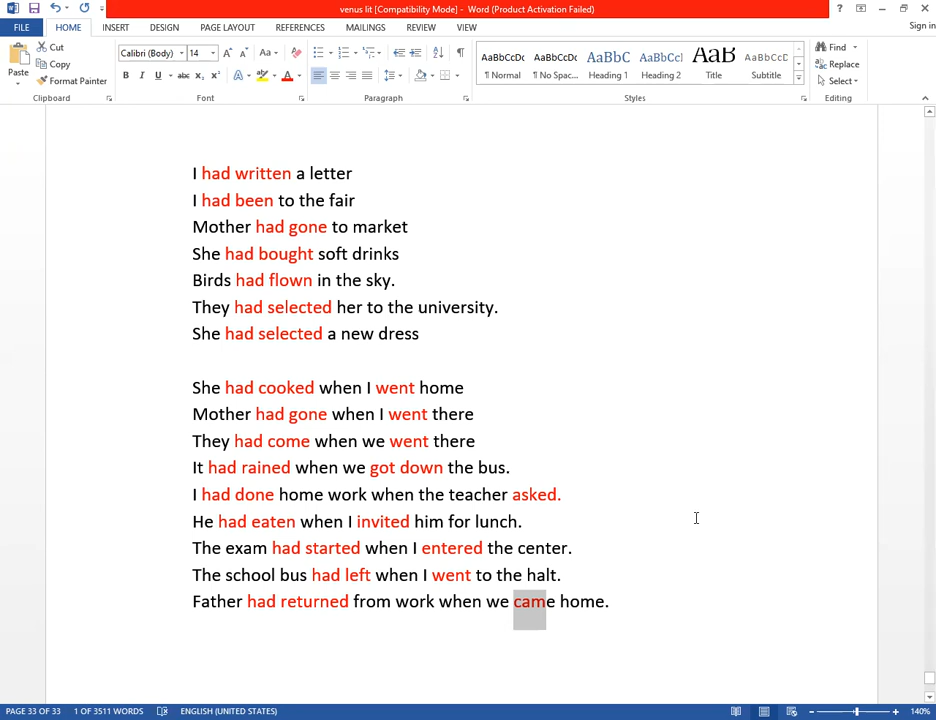 venus lit [Compatibility Mode] - Word (Product Activation Failed)
Sign in
FILE HOME INSERT DESIGN PAGE LAYOUT REFERENCES MAILINGS REVIEW VIEW
Paste
Cut
Copy
Format Painter
Clipboard
Calibri (Body) 14
Font
Paragraph
AaBbCcDc AaBbCcDc AaBbC AaBbCcI AaB AaBbCcC
¶ Normal ¶ No Spac... Heading 1 Heading 2 Title Subtitle
Styles
Find
Replace
Select
Editing
I had written a letter
I had been to the fair
Mother had gone to market
She had bought soft drinks
Birds had flown in the sky.
They had selected her to the university.
She had selected a new dress
She had cooked when I went home
Mother had gone when I went there
They had come when we went there
It had rained when we got down the bus.
I had done home work when the teacher asked.
He had eaten when I invited him for lunch.
The exam had started when I entered the center.
The school bus had left when I went to the halt.
Father had returned from work when we came home.
PAGE 33 OF 33 1 OF 3511 WORDS ENGLISH (UNITED STATES) 140%